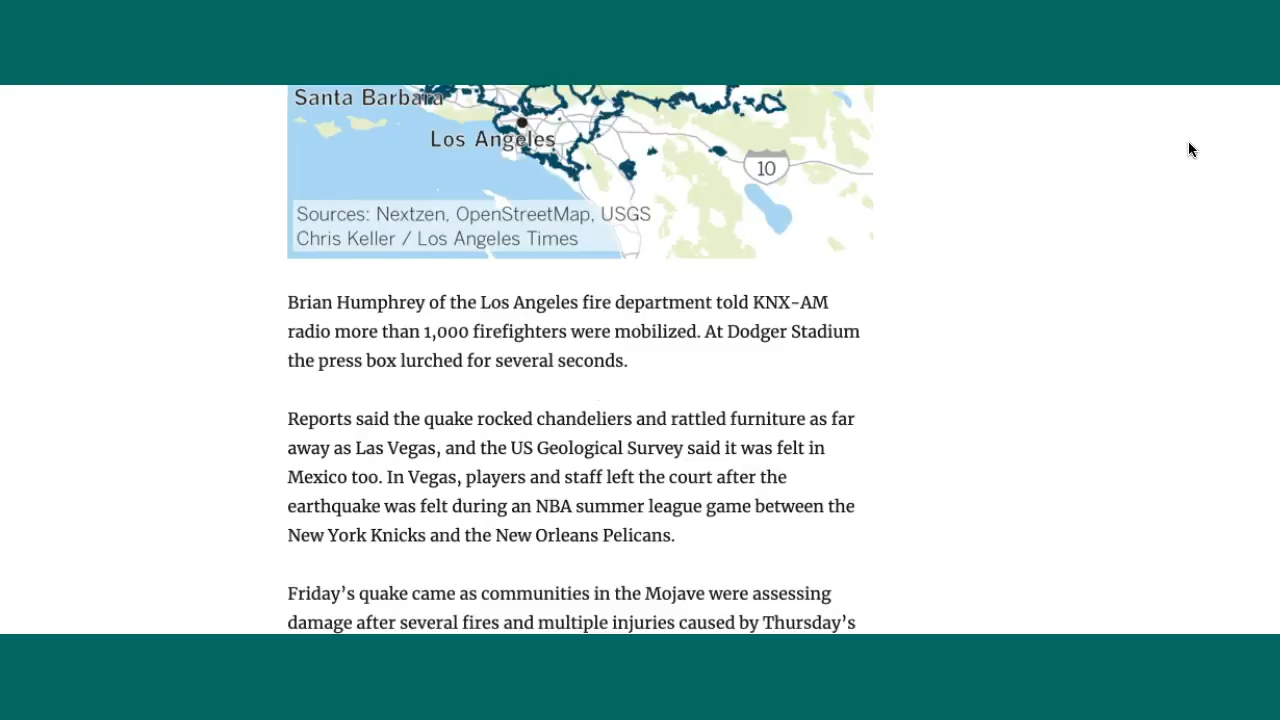 Santa Barbara
Los Angeles
10
Sources: Nextzen, OpenStreetMap, USGS
Chris Keller / Los Angeles Times
Brian Humphrey of the Los Angeles fire department told KNX-AM
radio more than 1,000 firefighters were mobilized. At Dodger Stadium
the press box lurched for several seconds.
Reports said the quake rocked chandeliers and rattled furniture as far
away as Las Vegas, and the US Geological Survey said it was felt in
Mexico too. In Vegas, players and staff left the court after the
earthquake was felt during an NBA summer league game between the
New York Knicks and the New Orleans Pelicans.
Friday’s quake came as communities in the Mojave were assessing
damage after several fires and multiple injuries caused by Thursday’s